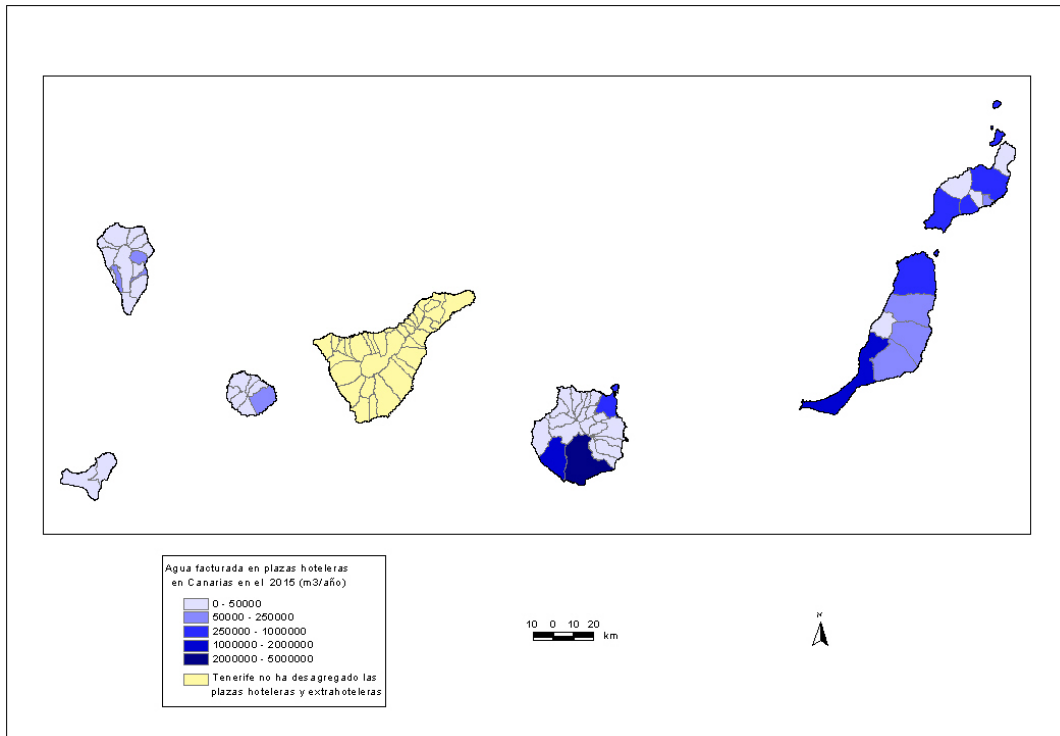 Agua facturada en plazas hoteleras
en Canarias en el 2015 (m3/año)
0 - 50000
50000 - 250000
250000 - 1000000
1000000 - 2000000
2000000 - 5000000
Tenerife no ha desagregado las
plazas hoteleras y extrahoteleras
10 0 10 20 km
N